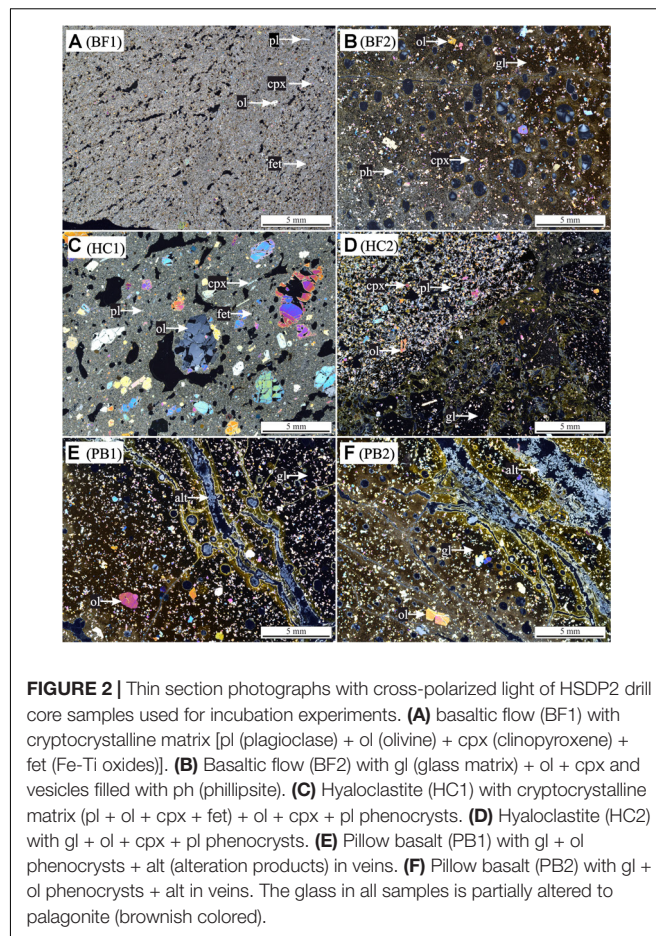 A (BF1)
pl
cpx
ol
fet
5 mm
B (BF2)
ol
gl
cpx
ph
5 mm
C (HC1)
cpx
pl
fet
ol
5 mm
D (HC2)
cpx
pl
ol
gl
5 mm
E (PB1)
gl
alt
ol
5 mm
F (PB2)
alt
gl
ol
5 mm
FIGURE 2 | Thin section photographs with cross-polarized light of HSDP2 drill
core samples used for incubation experiments. (A) basaltic flow (BF1) with
cryptocrystalline matrix [pl (plagioclase) + ol (olivine) + cpx (clinopyroxene) +
fet (Fe-Ti oxides)]. (B) Basaltic flow (BF2) with gl (glass matrix) + ol + cpx and
vesicles filled with ph (phillipsite). (C) Hyaloclastite (HC1) with cryptocrystalline
matrix (pl + ol + cpx + fet) + ol + cpx + pl phenocrysts. (D) Hyaloclastite (HC2)
with gl + ol + cpx + pl phenocrysts. (E) Pillow basalt (PB1) with gl + ol
phenocrysts + alt (alteration products) in veins. (F) Pillow basalt (PB2) with gl +
ol phenocrysts + alt in veins. The glass in all samples is partially altered to
palagonite (brownish colored).